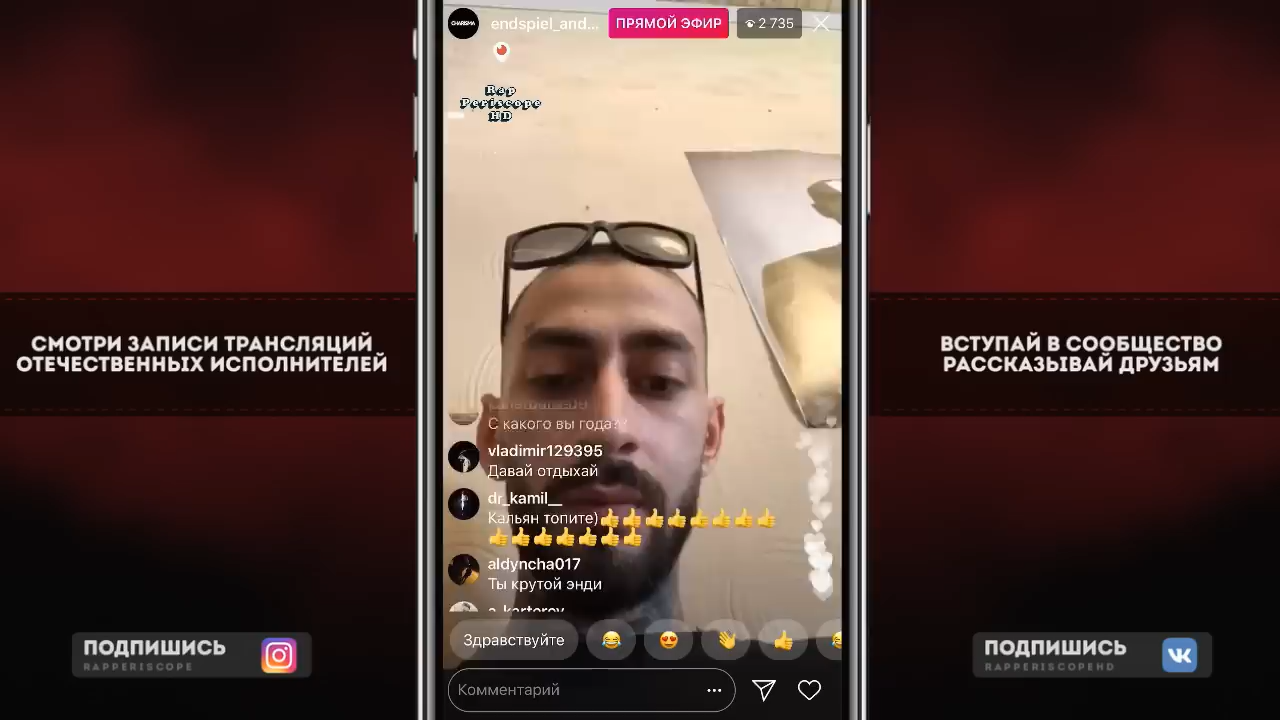 CHARISMA
endspiel_and...
ПРЯМОЙ ЭФИР
2 735
Rap
Periscope
HD
СМОТРИ ЗАПИСИ ТРАНСЛЯЦИЙ
ОТЕЧЕСТВЕННЫХ ИСПОЛНИТЕЛЕЙ
ВСТУПАЙ В СООБЩЕСТВО
РАССКАЗЫВАЙ ДРУЗЬЯМ
С какого вы года??
vladimir129395
Давай отдыхай
dr_kamil__
Кальян топите)👍👍👍👍👍👍👍👍
👍👍👍👍👍👍👍
aldyncha017
Ты крутой энди
Здравствуйте
Комментарий
ПОДПИШИСЬ
RAPPERISCOPE
ПОДПИШИСЬ
RAPPERISCOPEHD